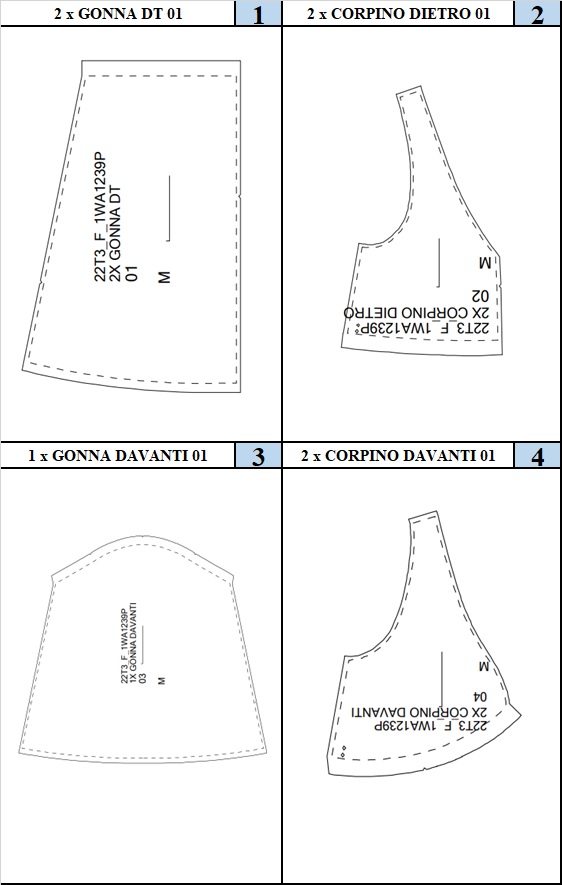 2 x GONNA DT 01
1
2 x CORPINO DIETRO 01
2
22T3_F_1WA1239P
2X GONNA DT
01
M
M
02
2X CORPINO DIETRO
22T3_F_1WA1239P
1 x GONNA DAVANTI 01
3
2 x CORPINO DAVANTI 01
4
22T3_F_1WA1239P
1X GONNA DAVANTI
03
M
M
04
2X CORPINO DAVANTI
22T3_F_1WA1239P